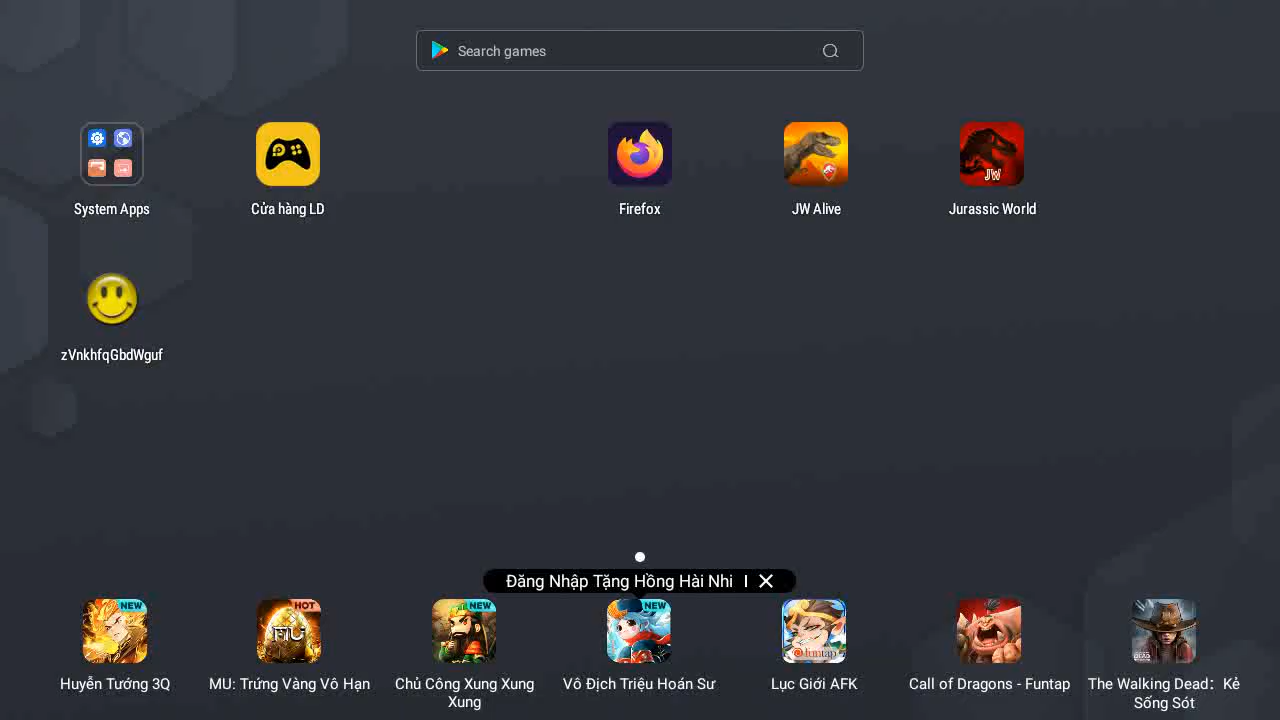 Search games
System Apps
Cửa hàng LD
Firefox
JW Alive
JW
Jurassic World
zVnkhfqGbdWguf
Đăng Nhập Tặng Hồng Hài Nhi
NEW
HOT
MU
NEW
NEW
@funtap
Huyễn Tướng 3Q
MU: Trứng Vàng Vô Hạn
Chủ Công Xung Xung
Xung
Vô Địch Triệu Hoán Sư
Lục Giới AFK
Call of Dragons - Funtap
The Walking Dead: Kẻ
Sống Sót